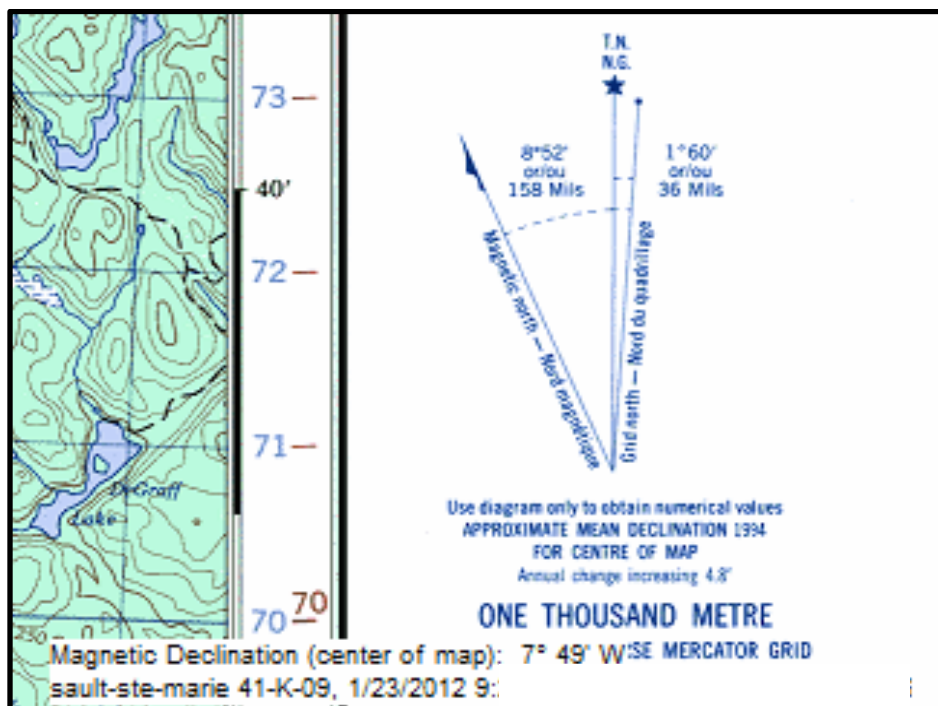 T.N.
N.G.
73
8°52'
or/ou
158 Mils
1°60'
or/ou
36 Mils
40'
72
Magnetic north — Nord magnétique
Grid north — Nord du quadrillage
71
DeGraff
Lake
Use diagram only to obtain numerical values
APPROXIMATE MEAN DECLINATION 1994
FOR CENTRE OF MAP
Annual change increasing 4.8'
ONE THOUSAND METRE
70 70
250
Magnetic Declination (center of map): 7° 49' W
SE MERCATOR GRID
sault-ste-marie 41-K-09, 1/23/2012 9: